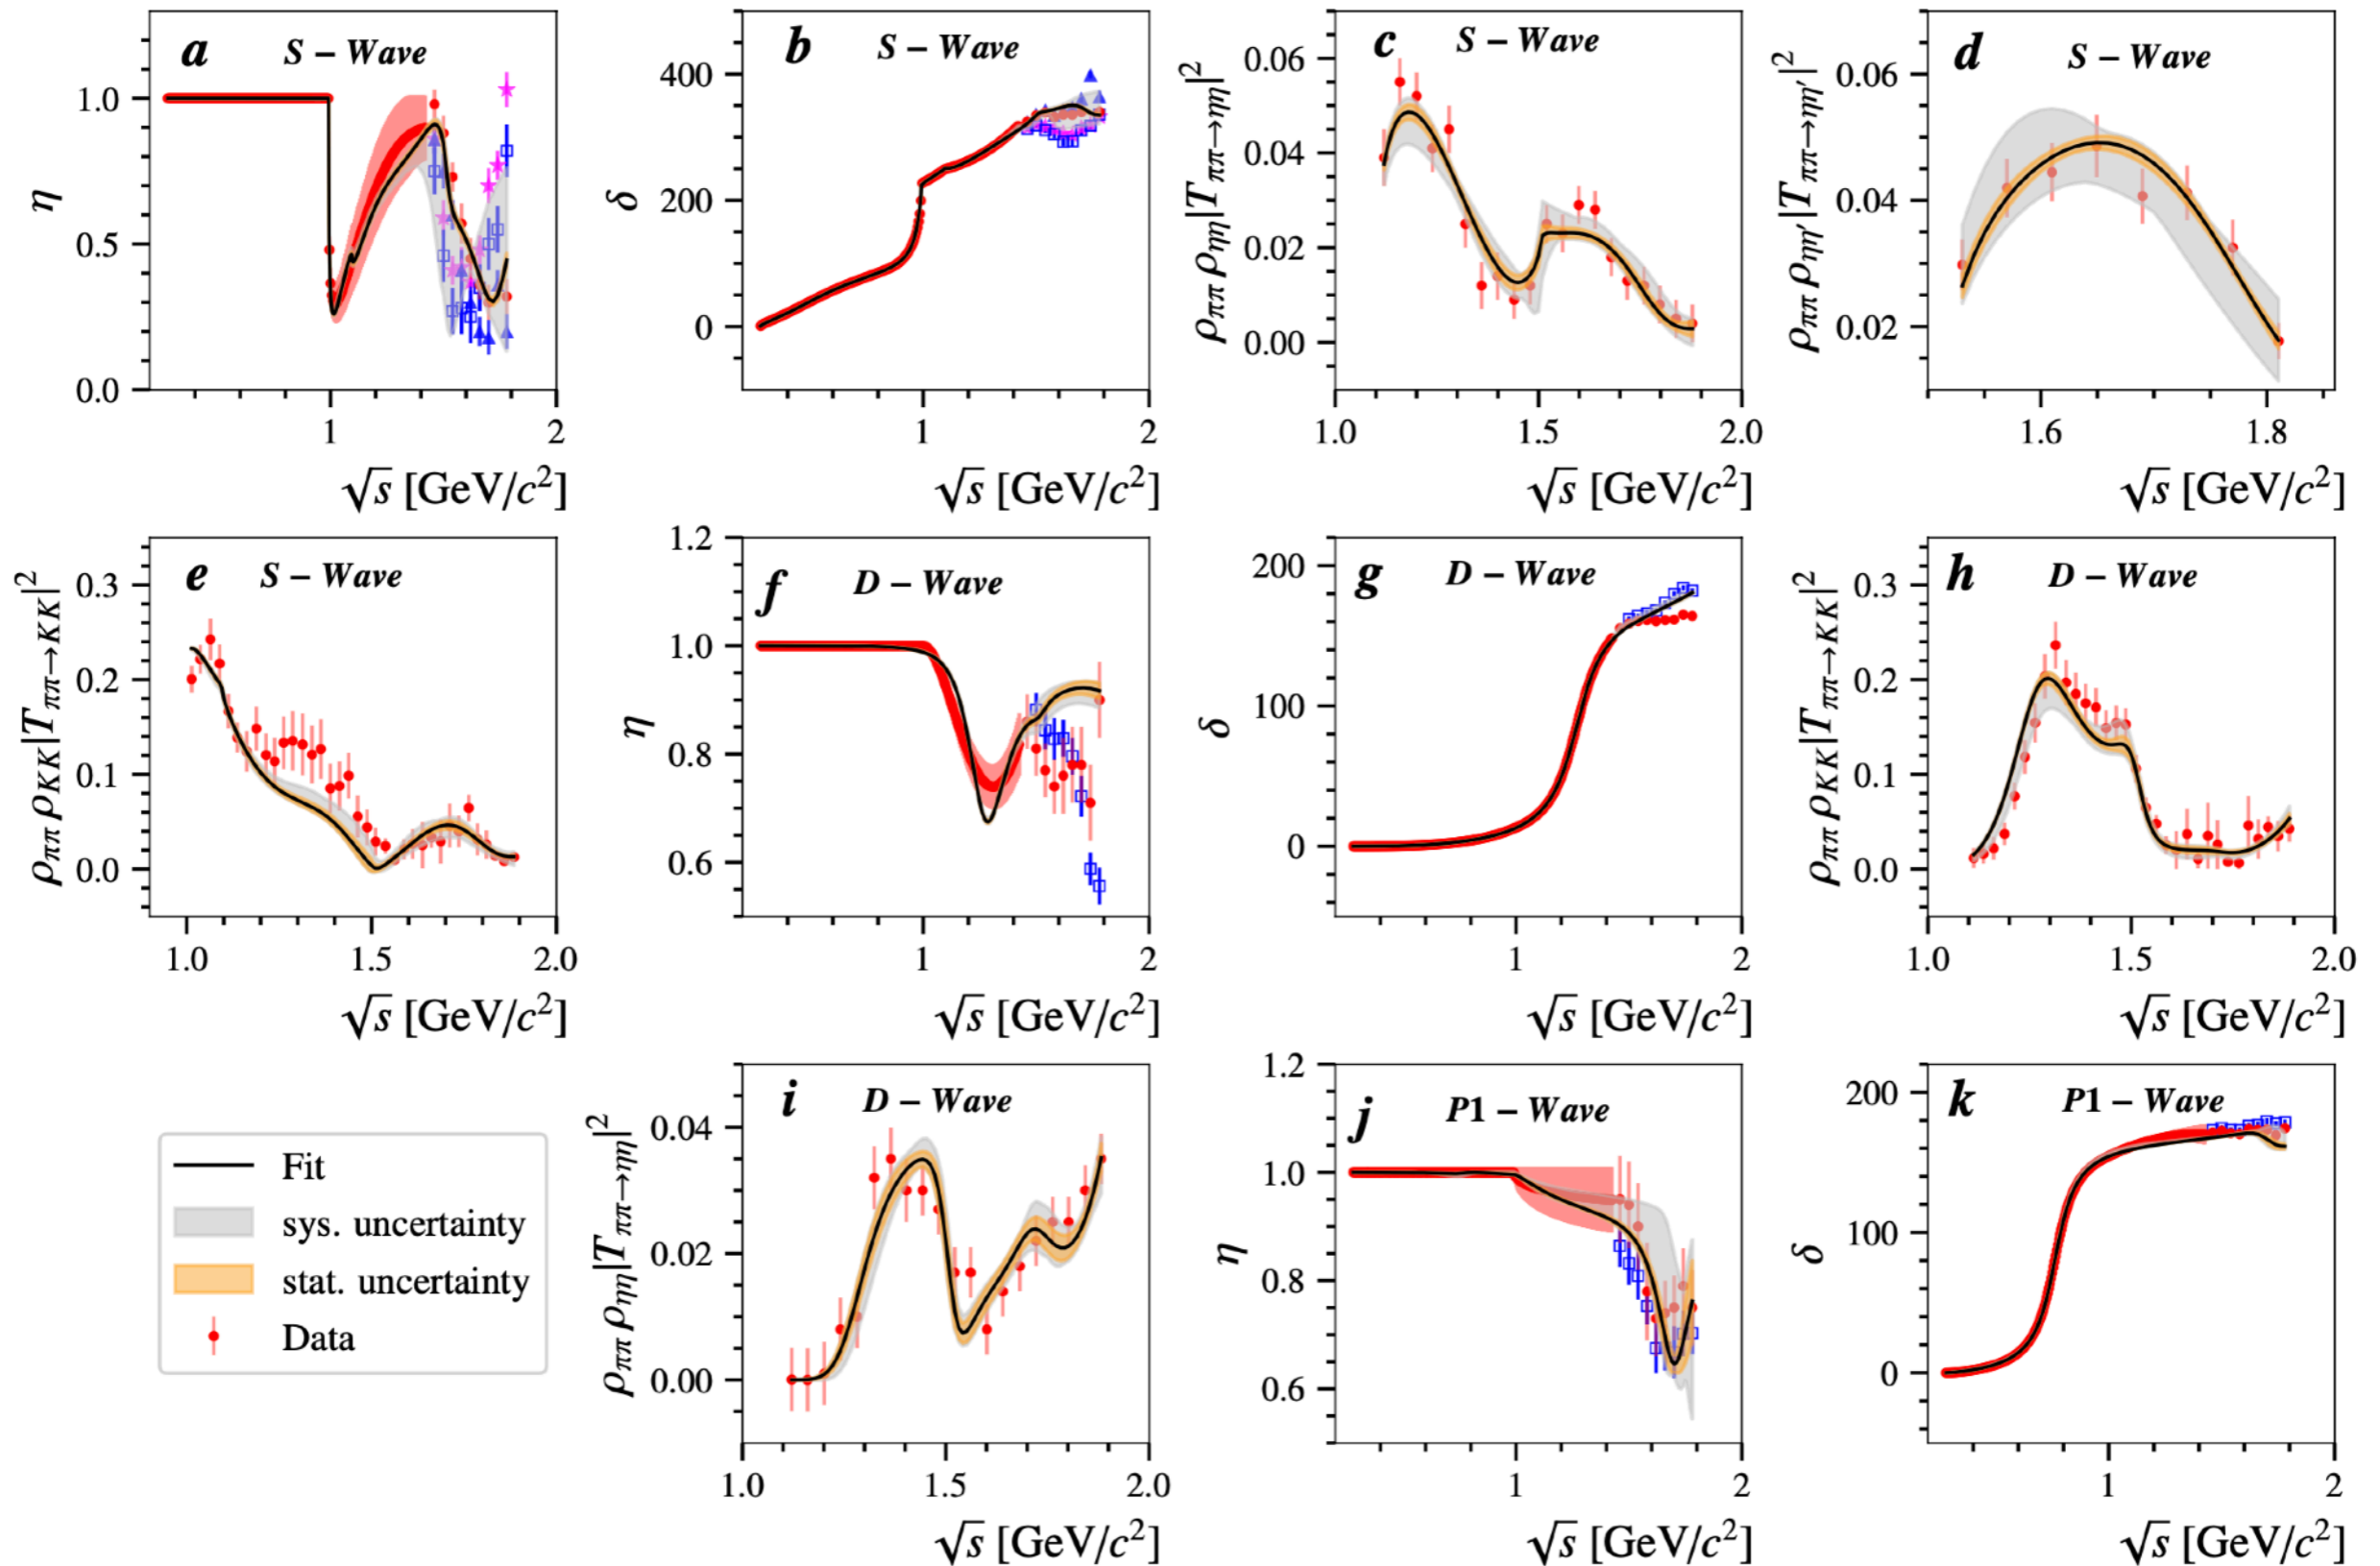 a S – Wave
1.0
0.5
0.0
η
1 2
√s [GeV/c²]
b S – Wave
400
200
0
δ
1 2
√s [GeV/c²]
c S – Wave
0.06
0.04
0.02
0.00
ρππ ρηη|Tππ→ηη|²
1.0 1.5 2.0
√s [GeV/c²]
d S – Wave
0.06
0.04
0.02
ρππ ρηη′|Tππ→ηη′|²
1.6 1.8
√s [GeV/c²]
e S – Wave
0.3
0.2
0.1
0.0
ρππ ρKK|Tππ→KK|²
1.0 1.5 2.0
√s [GeV/c²]
f D – Wave
1.2
1.0
0.8
0.6
η
1 2
√s [GeV/c²]
g D – Wave
200
100
0
δ
1 2
√s [GeV/c²]
h D – Wave
0.3
0.2
0.1
0.0
ρππ ρKK|Tππ→KK|²
1.0 1.5 2.0
√s [GeV/c²]
Fit
sys. uncertainty
stat. uncertainty
Data
i D – Wave
0.04
0.02
0.00
ρππ ρηη|Tππ→ηη|²
1.0 1.5 2.0
√s [GeV/c²]
j P1 – Wave
1.2
1.0
0.8
0.6
η
1 2
√s [GeV/c²]
k P1 – Wave
200
100
0
δ
1 2
√s [GeV/c²]